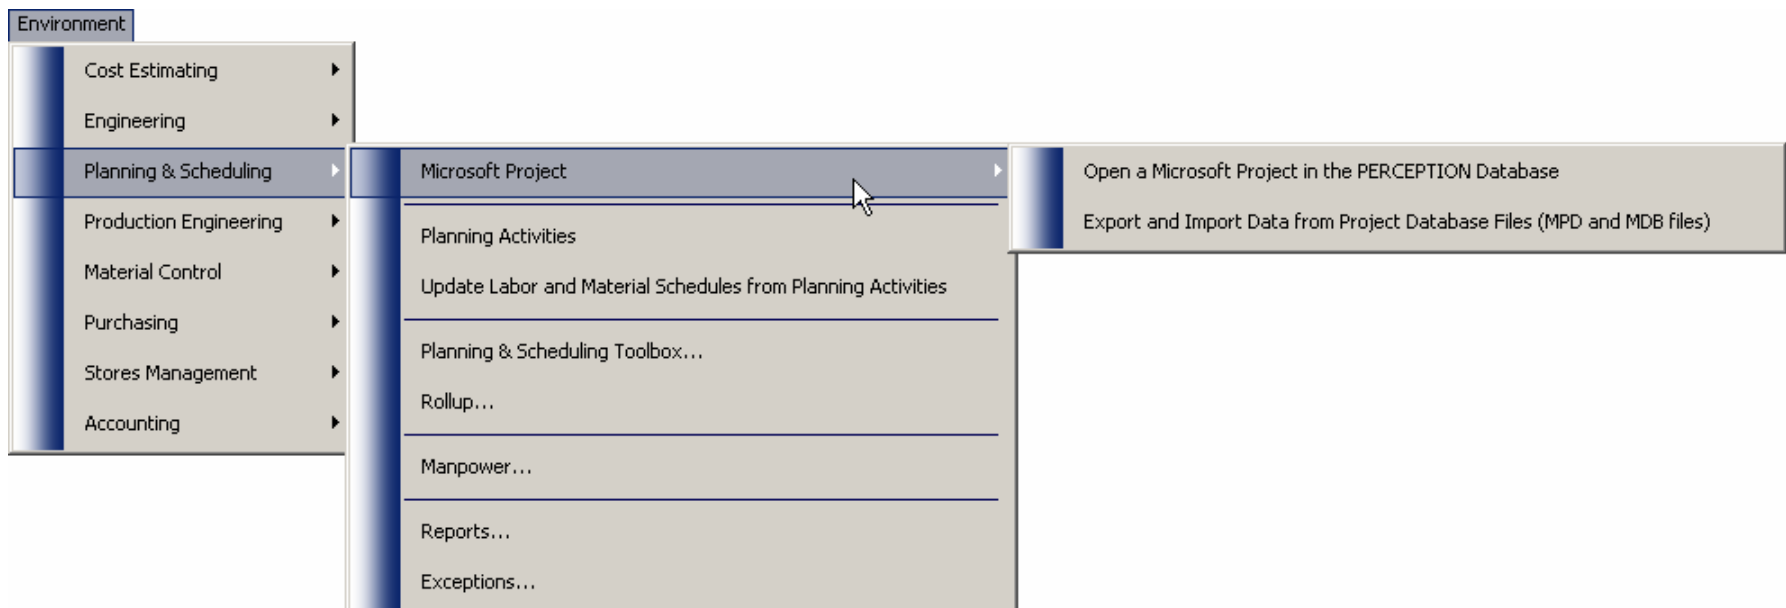 Environment
Cost Estimating
Engineering
Planning & Scheduling
Production Engineering
Material Control
Purchasing
Stores Management
Accounting
Microsoft Project
Planning Activities
Update Labor and Material Schedules from Planning Activities
Planning & Scheduling Toolbox...
Rollup...
Manpower...
Reports...
Exceptions...
Open a Microsoft Project in the PERCEPTION Database
Export and Import Data from Project Database Files (MPD and MDB files)